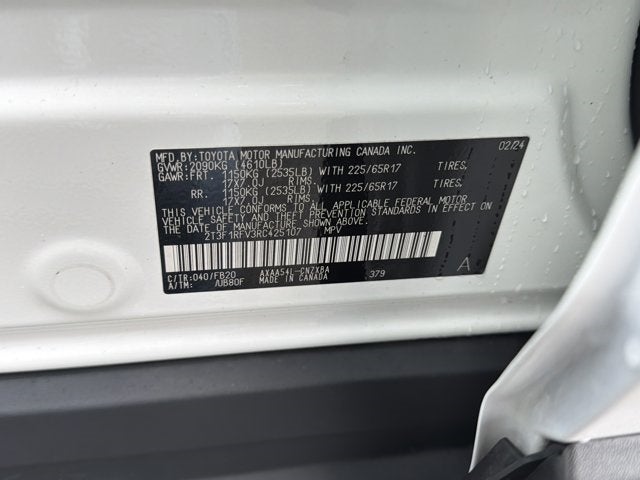 MFD. BY: TOYOTA MOTOR MANUFACTURING CANADA INC. 02/24
GVWR: 2090KG (4610LB)
GAWR: FRT. 1150KG (2535LB) WITH 225/65R17 TIRES,
17X7.0J RIMS,
RR. 1150KG (2535LB) WITH 225/65R17 TIRES,
17X7.0J RIMS,
THIS VEHICLE CONFORMS TO ALL APPLICABLE FEDERAL MOTOR
VEHICLE SAFETY AND THEFT PREVENTION STANDARDS IN EFFECT ON
THE DATE OF MANUFACTURE SHOWN ABOVE.
2T3F1RFV3RC425107 MPV
C/TR: 040/FB20 AXAA54L-CNZXBA 379 A
A/TM: /UB80F MADE IN CANADA